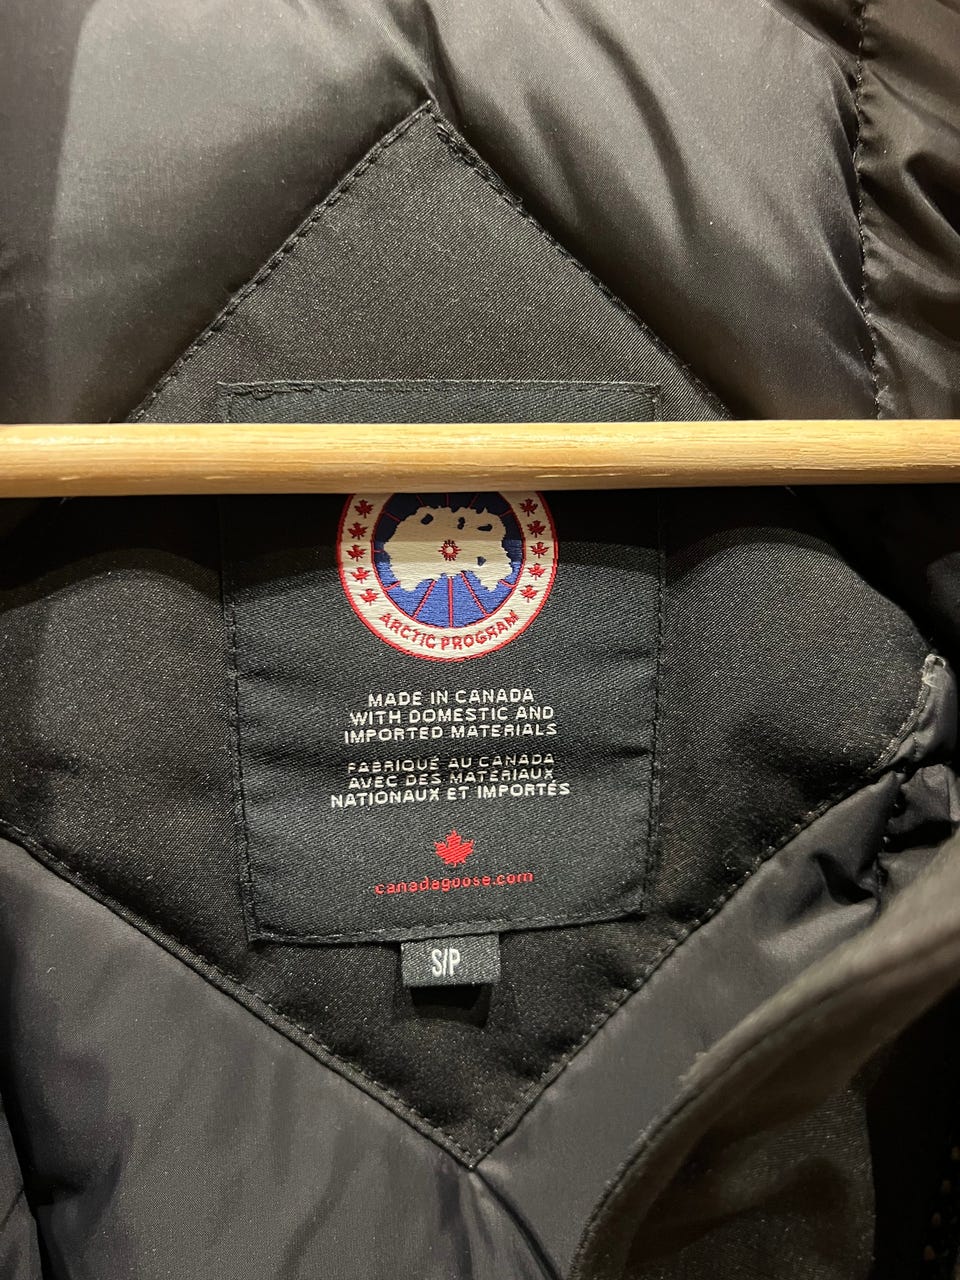 ARCTIC PROGRAM
MADE IN CANADA
WITH DOMESTIC AND
IMPORTED MATERIALS
FABRIQUÉ AU CANADA
AVEC DES MATÉRIAUX
NATIONAUX ET IMPORTÉS
canadagoose.com
S/P